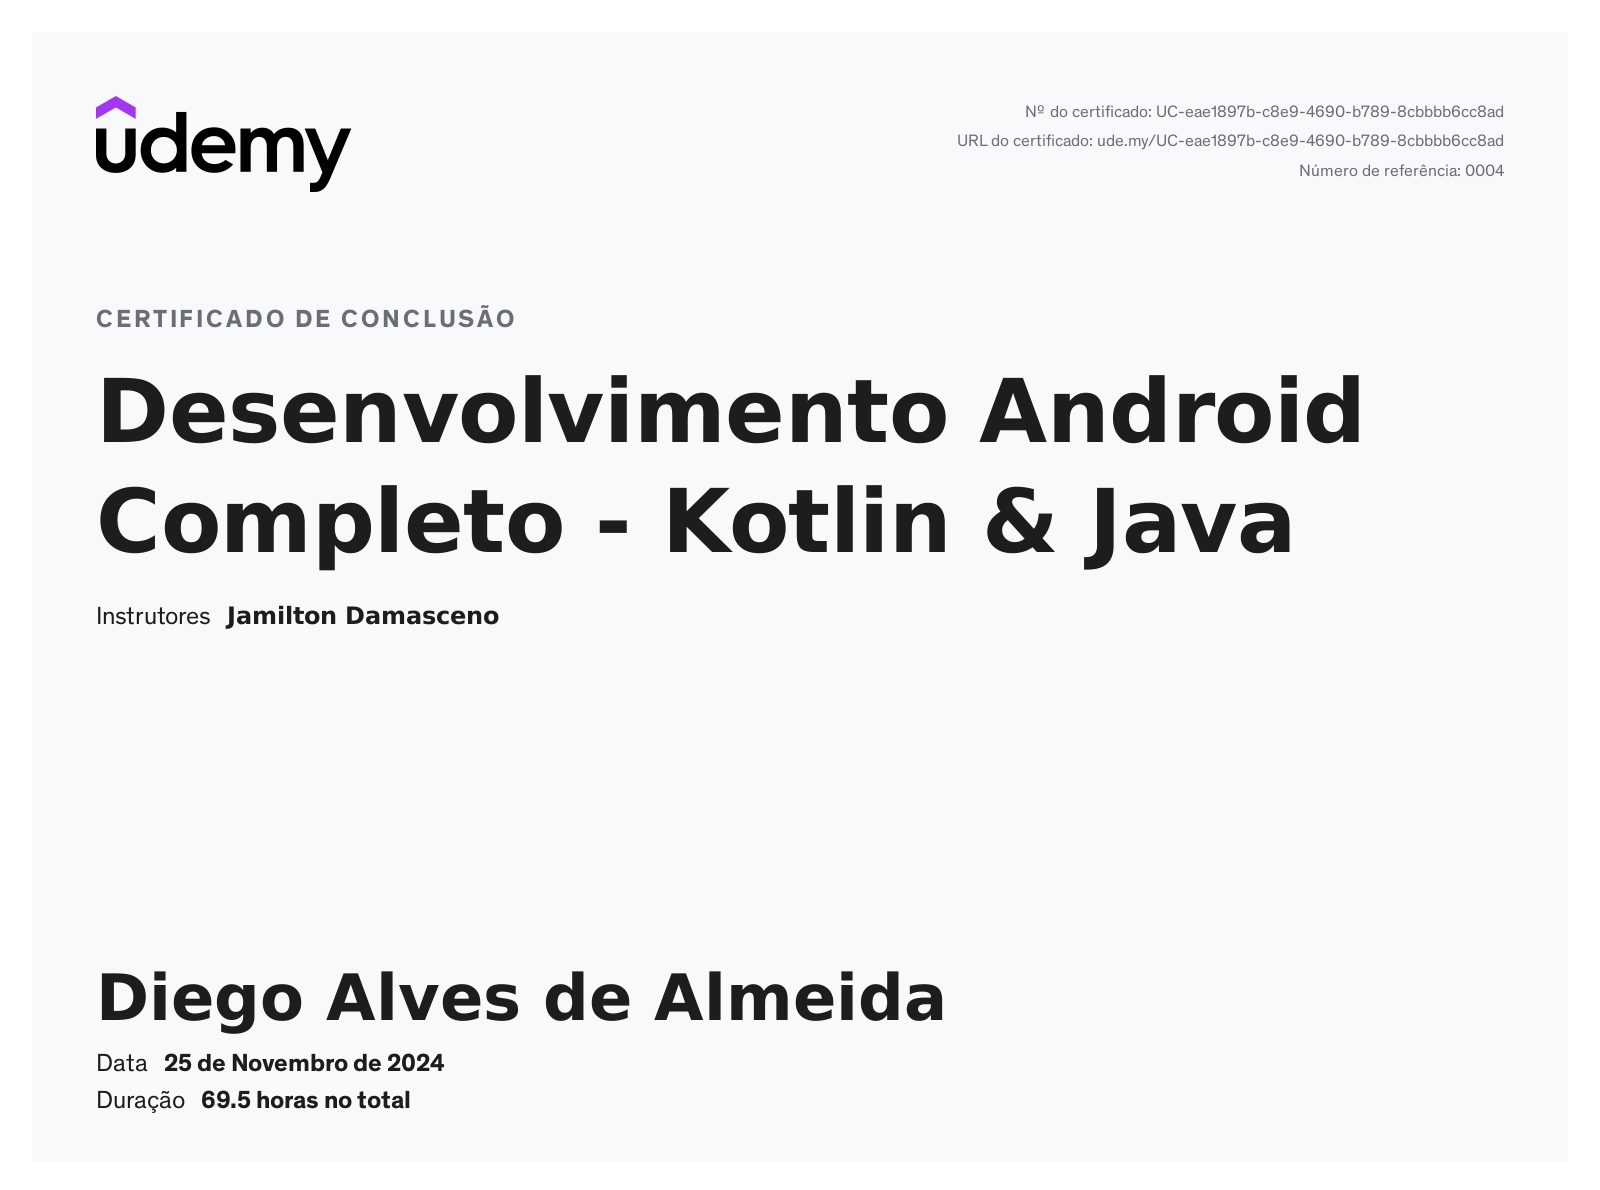 udemy
Nº do certificado: UC-eae1897b-c8e9-4690-b789-8cbbbb6cc8ad
URL do certificado: ude.my/UC-eae1897b-c8e9-4690-b789-8cbbbb6cc8ad
Número de referência: 0004
CERTIFICADO DE CONCLUSÃO
Desenvolvimento Android
Completo - Kotlin & Java
Instrutores Jamilton Damasceno
Diego Alves de Almeida
Data 25 de Novembro de 2024
Duração 69.5 horas no total